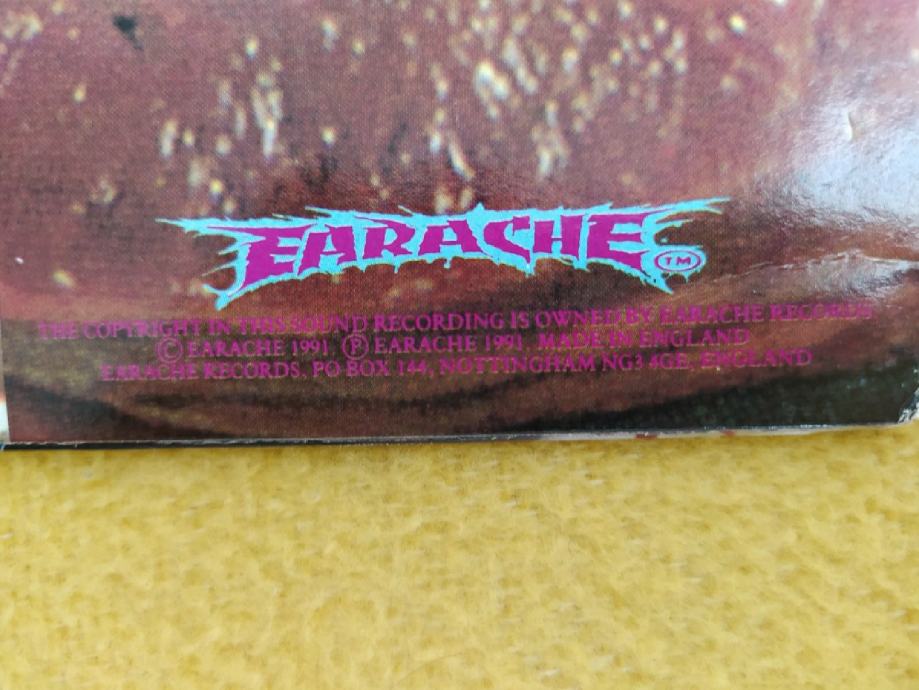 EARACHE TM
THE COPYRIGHT IN THIS SOUND RECORDING IS OWNED BY EARACHE RECORDS
© EARACHE 1991. ℗ EARACHE 1991. MADE IN ENGLAND
EARACHE RECORDS, PO BOX 144, NOTTINGHAM NG3 4GE, ENGLAND